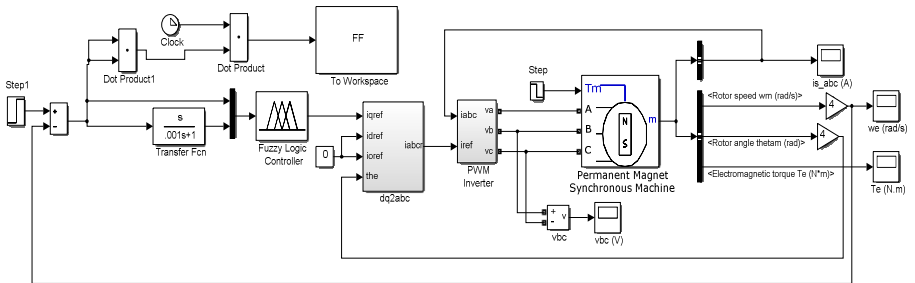 FF
Clock
Dot Product
To Workspace
Dot Product1
Step1
+
-
s
.001s+1
Transfer Fcn
Fuzzy Logic
Controller
0
iqref
idref
ioref
the
iabcr
dq2abc
iabc
iref
va
vb
vc
PWM
Inverter
Step
Tm
A
B
C
m
N
S
Permanent Magnet
Synchronous Machine
+
-
v
vbc
vbc (V)
is_abc (A)
<Rotor speed wm (rad/s)>
4
we (rad/s)
<Rotor angle thetam (rad)>
4
<Electromagnetic torque Te (N*m)>
Te (N.m)